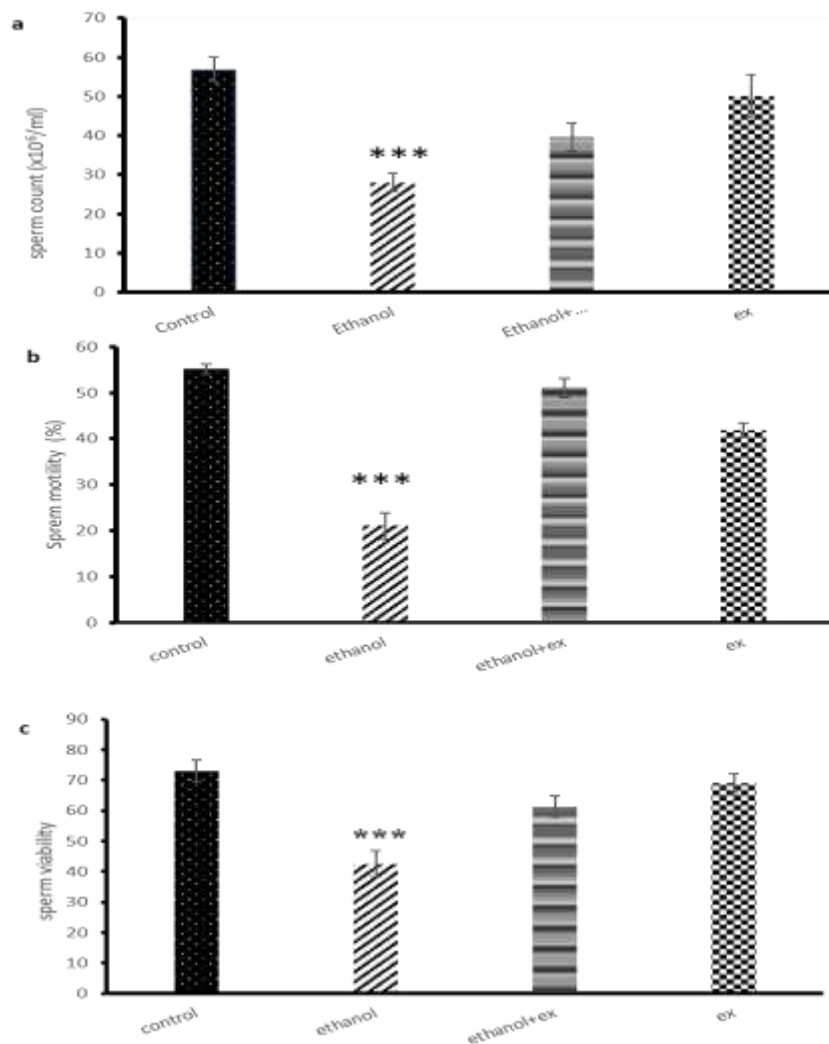 a
sperm count (x10⁶/ml)
70
60
50
40
30
20
10
0
***
Control
Ethanol
Ethanol+...
ex
b
Sprem motility (%)
60
50
40
30
20
10
0
***
control
ethanol
ethanol+ex
ex
c
sperm viability
90
80
70
60
50
40
30
20
10
0
***
control
ethanol
ethanol+ex
ex